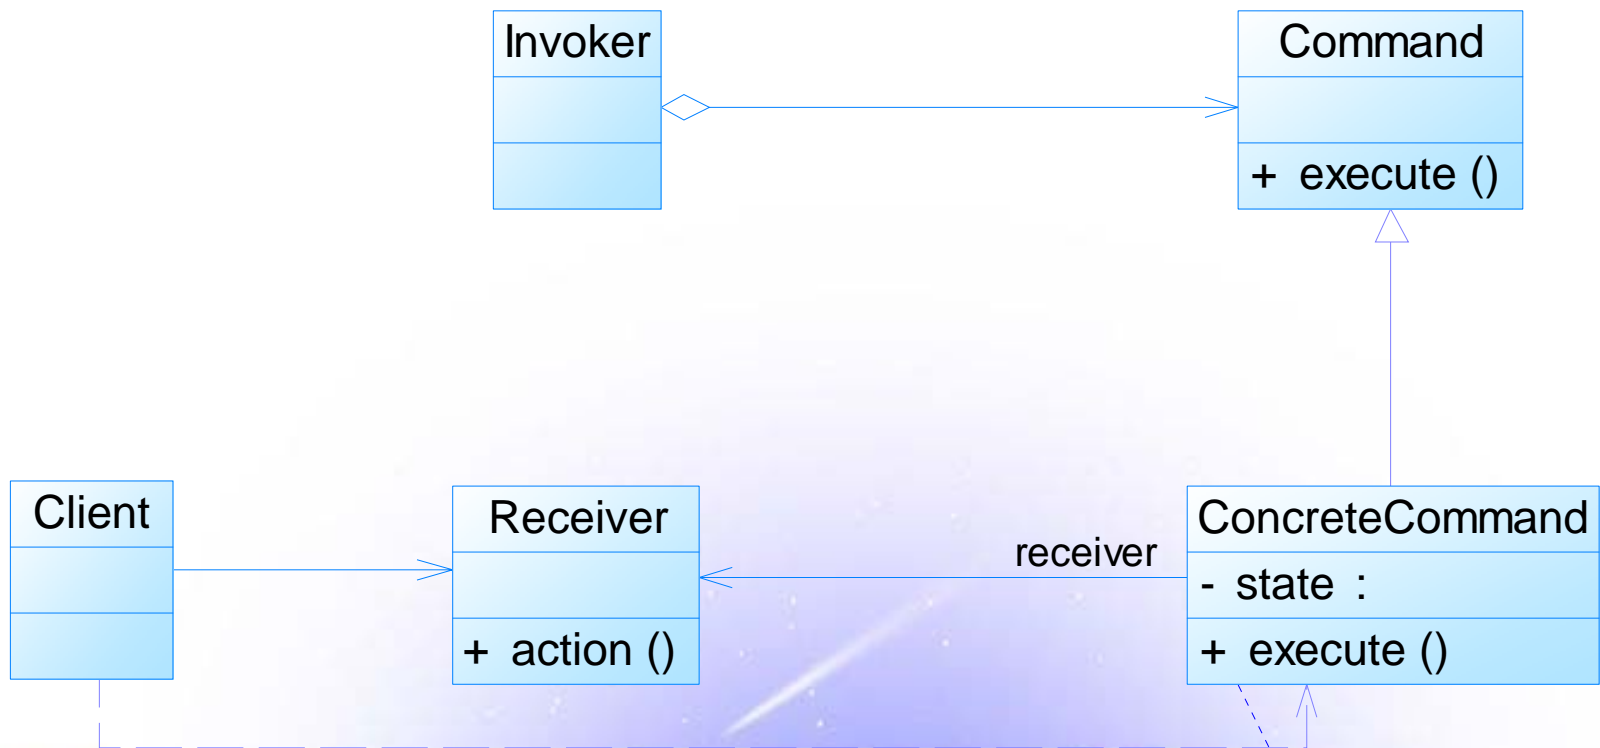 Invoker
Command
+ execute ()
Client
Receiver
+ action ()
receiver
ConcreteCommand
- state :
+ execute ()